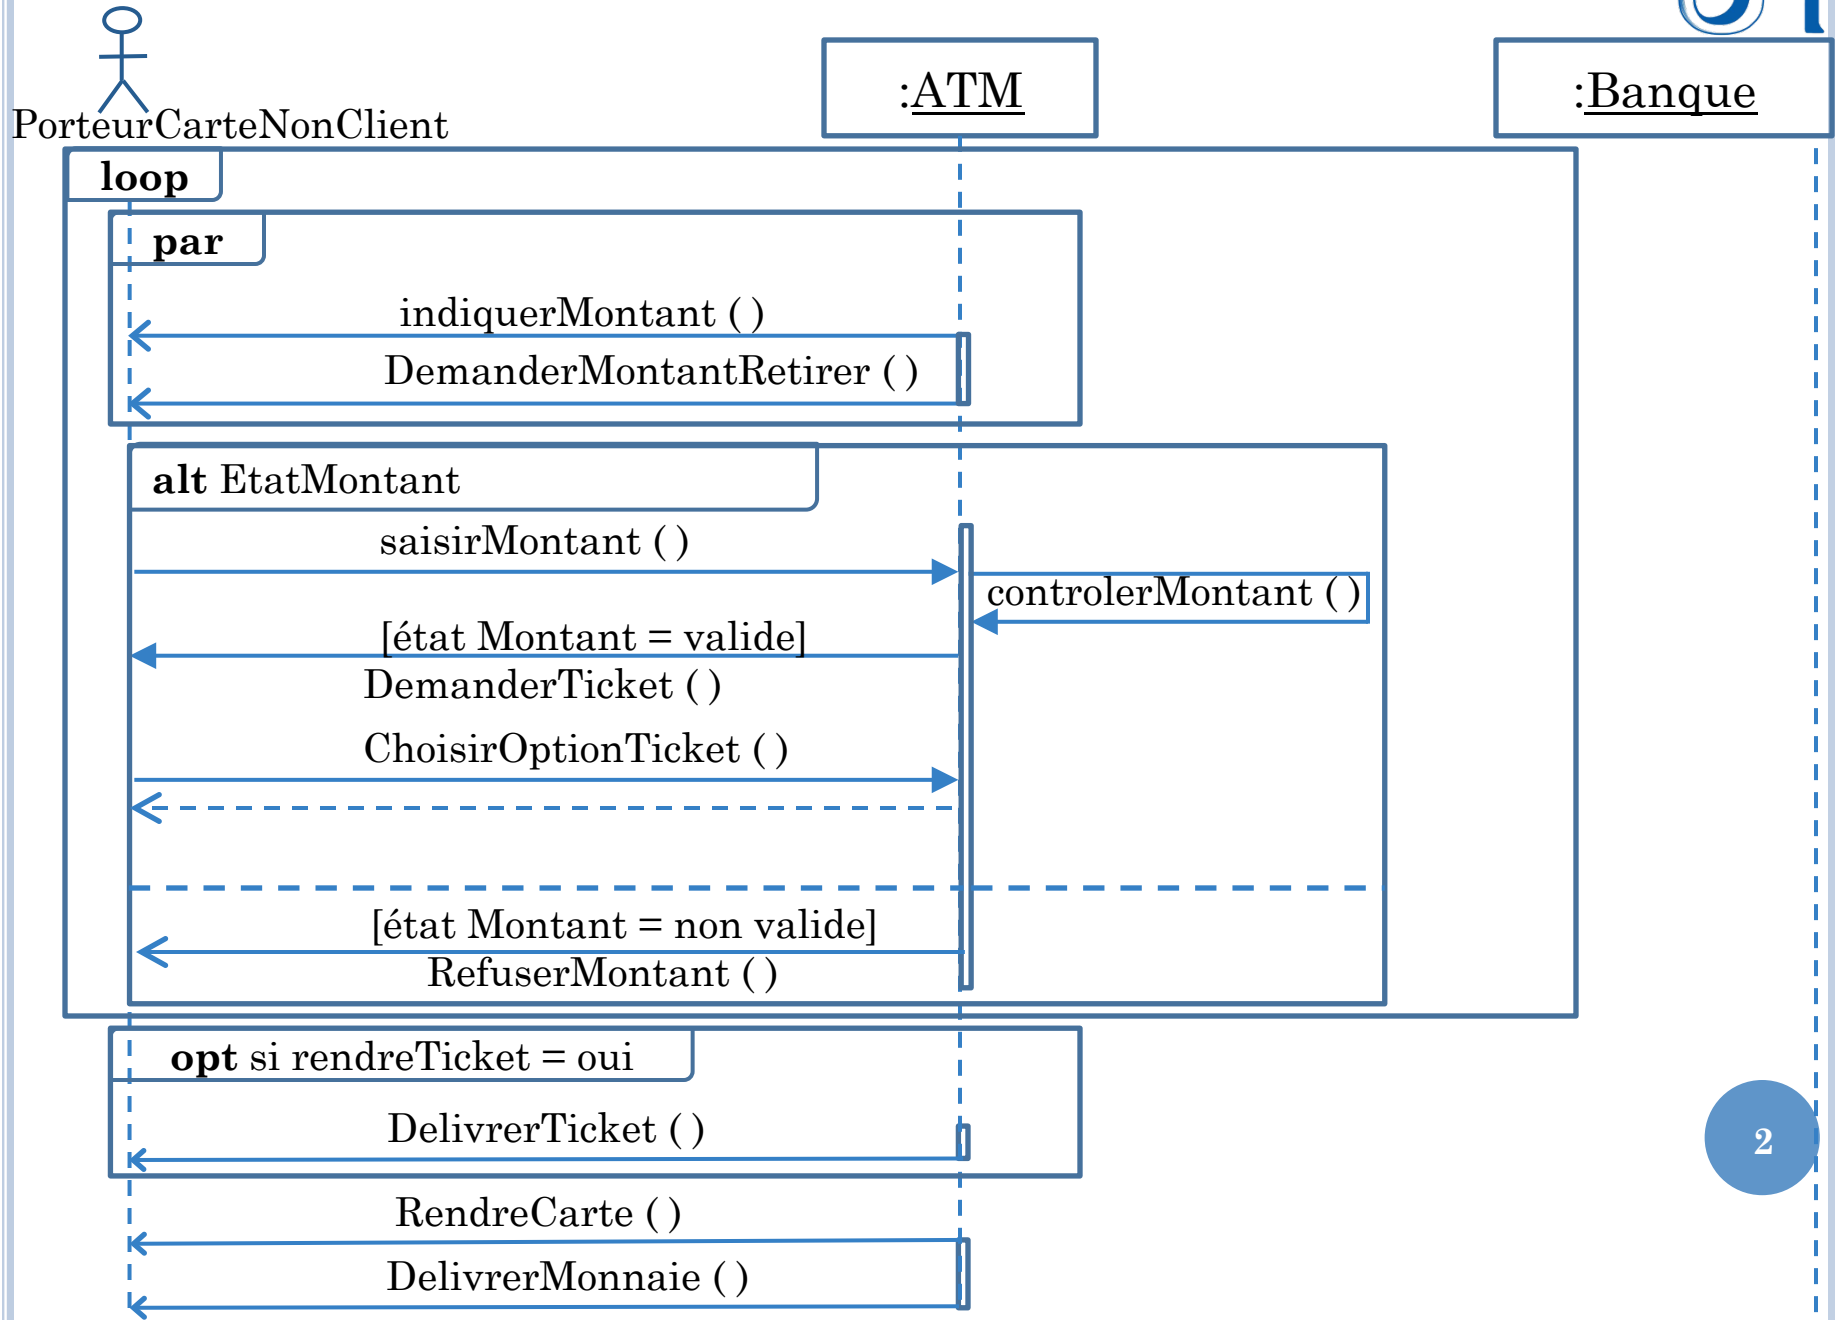 PorteurCarteNonClient
:ATM
:Banque
loop
par
indiquerMontant ( )
DemanderMontantRetirer ( )
alt EtatMontant
saisirMontant ( )
controlerMontant ( )
[état Montant = valide]
DemanderTicket ( )
ChoisirOptionTicket ( )
[état Montant = non valide]
RefuserMontant ( )
opt si rendreTicket = oui
DelivrerTicket ( )
2
RendreCarte ( )
DelivrerMonnaie ( )